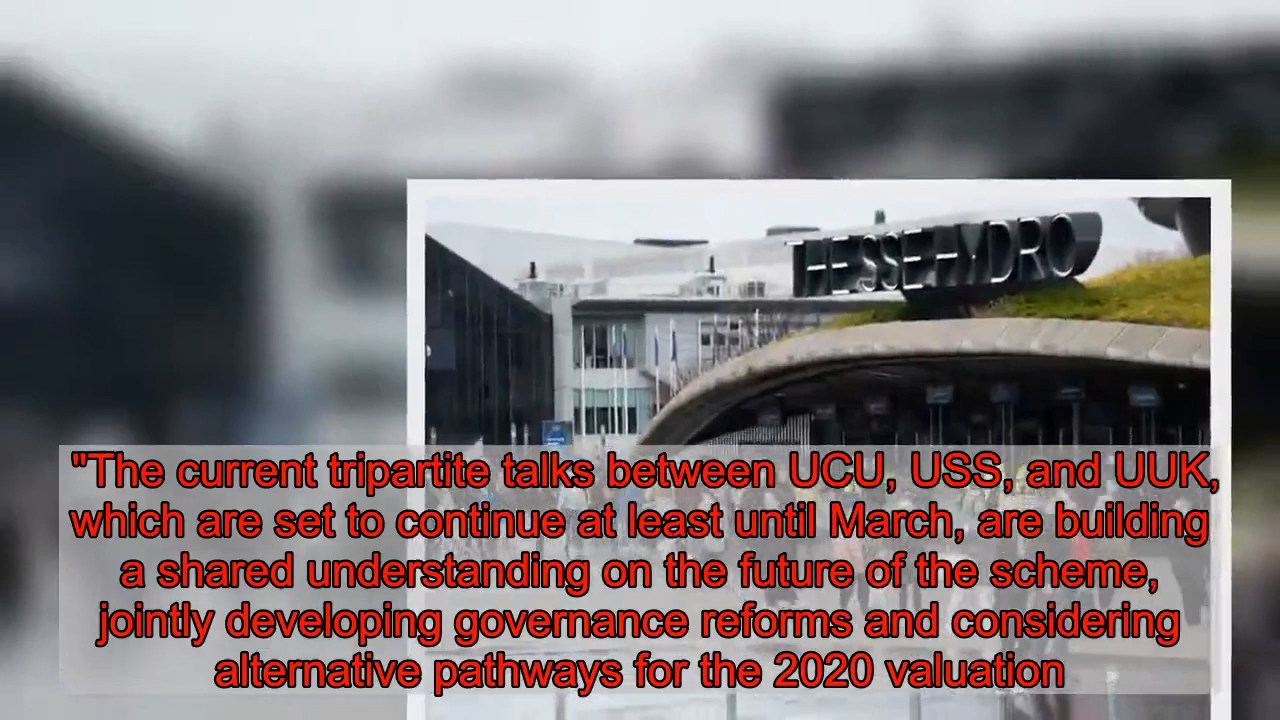 THE SSE HYDRO
"The current tripartite talks between UCU, USS, and UUK,
which are set to continue at least until March, are building
a shared understanding on the future of the scheme,
jointly developing governance reforms and considering
alternative pathways for the 2020 valuation